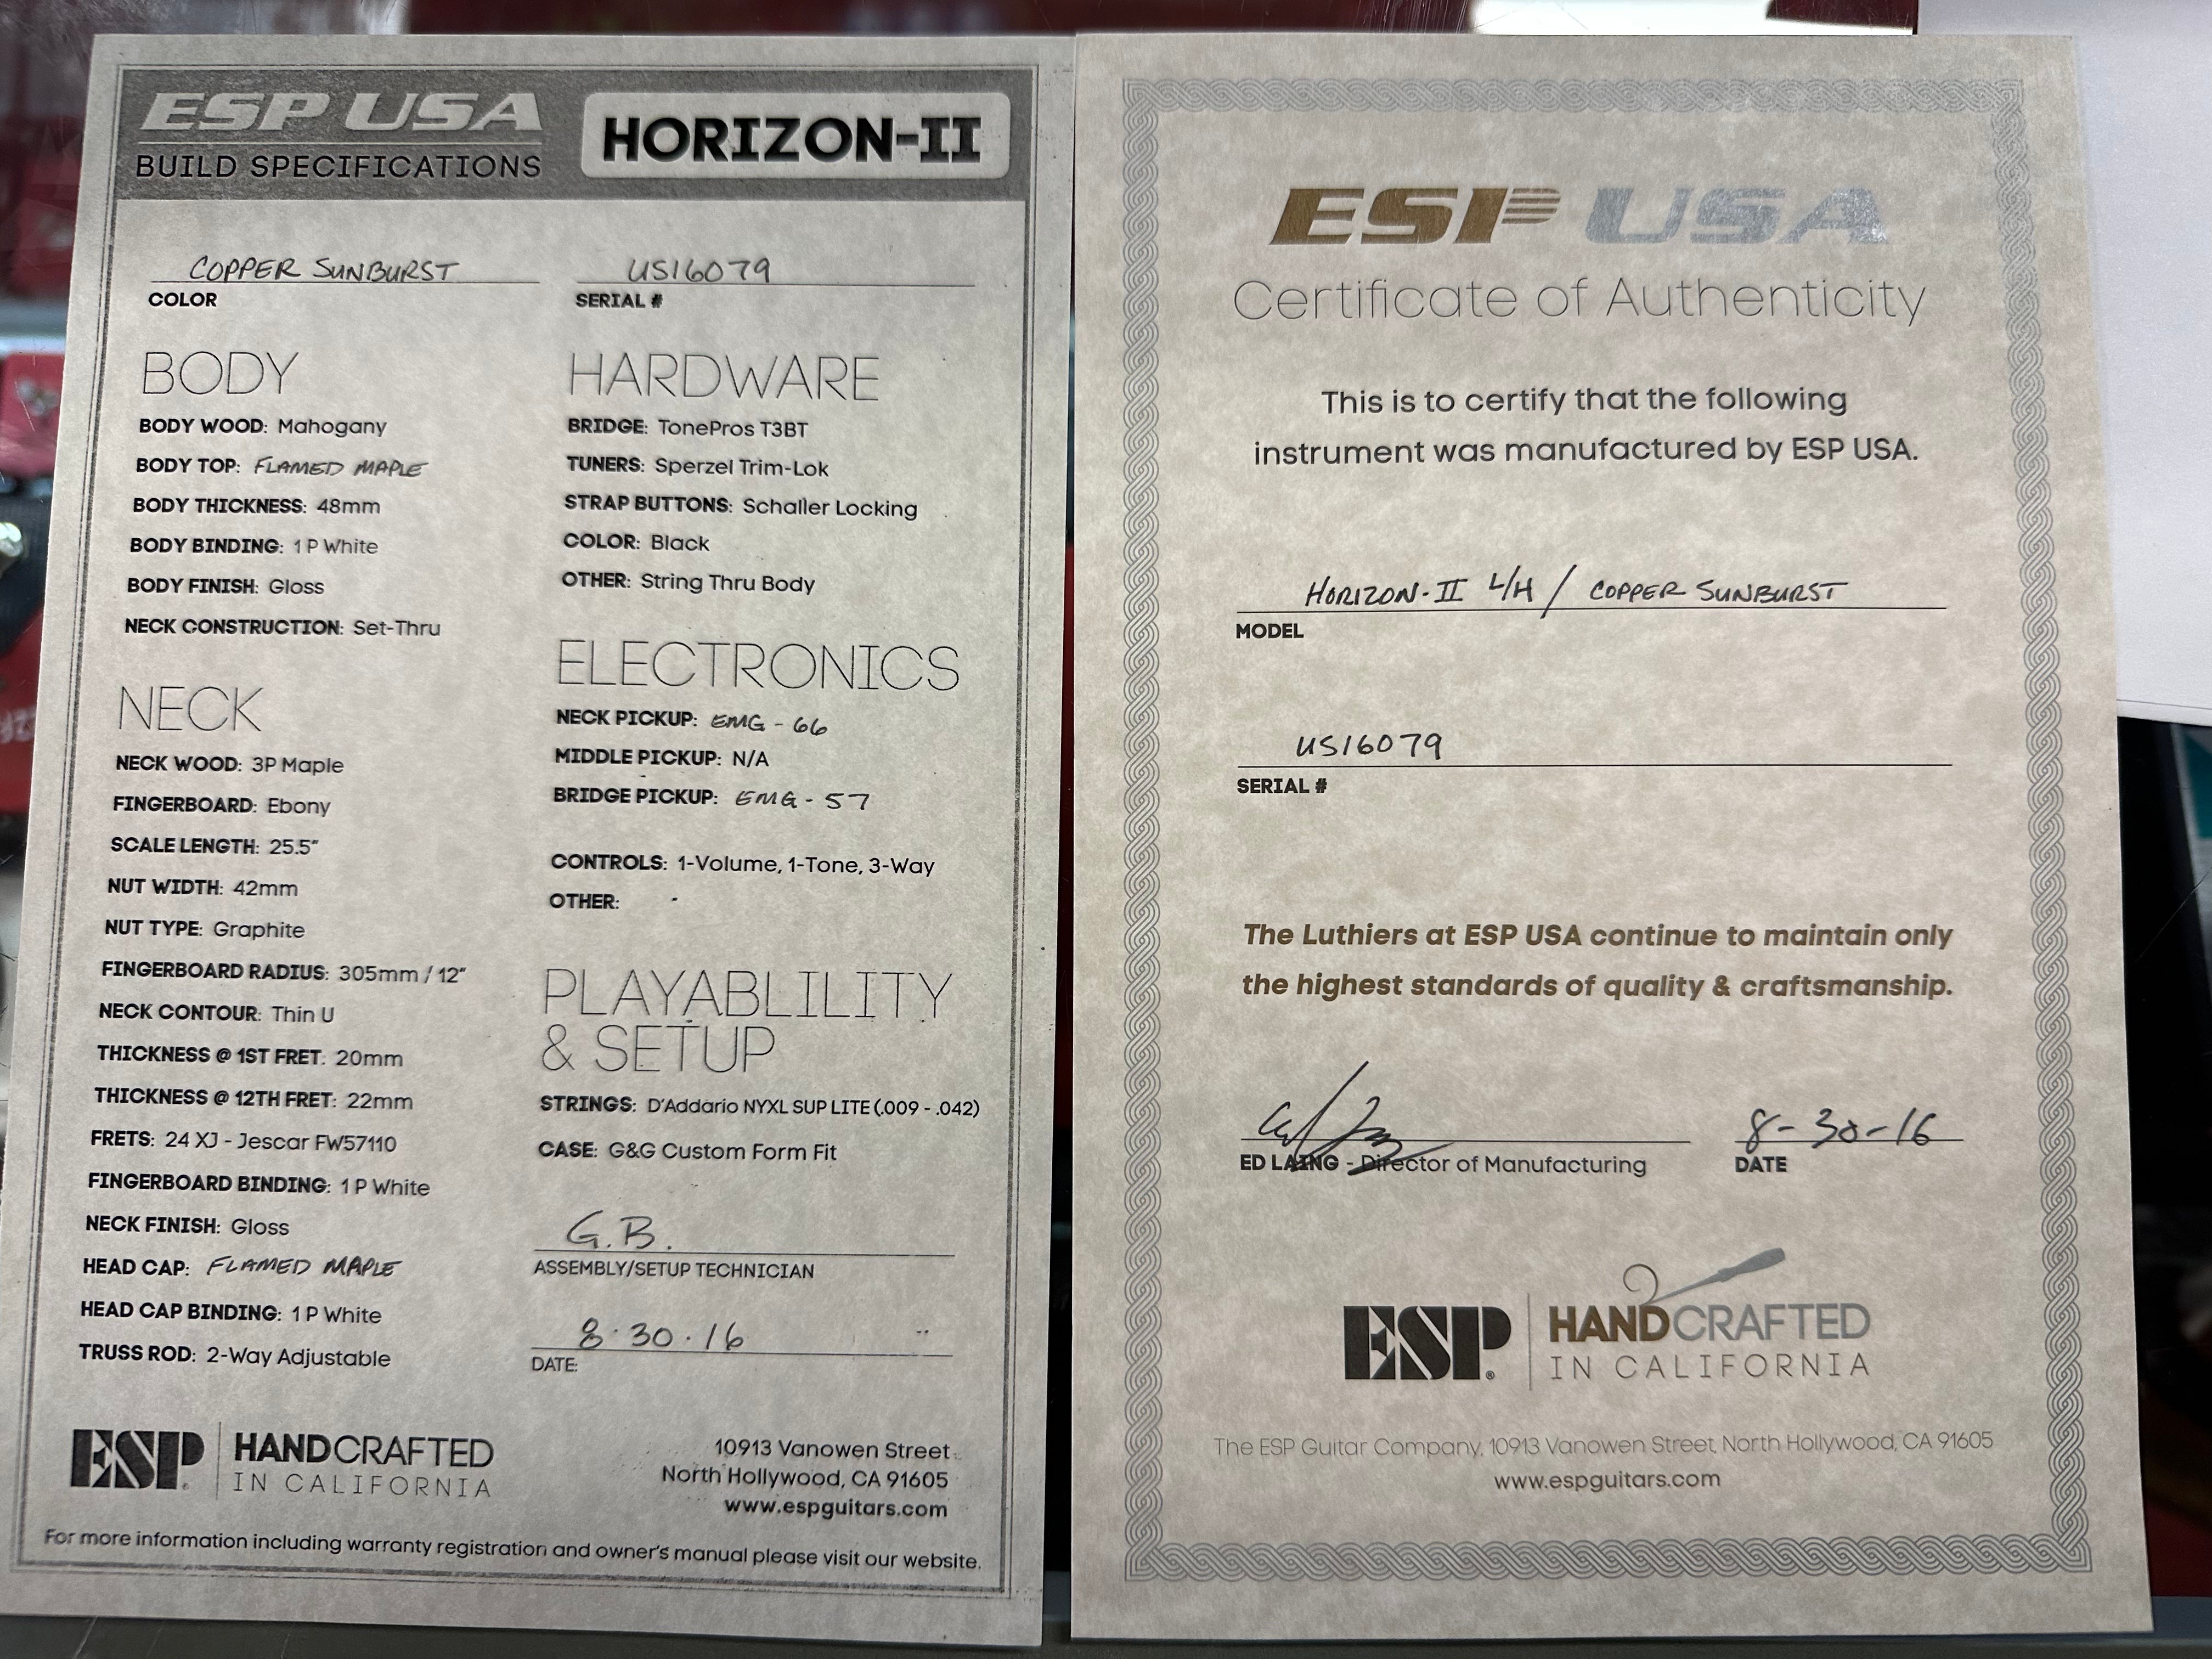 ESP USA
BUILD SPECIFICATIONS
HORIZON-II
COPPER SUNBURST
COLOR
US16079
SERIAL #
BODY
BODY WOOD: Mahogany
BODY TOP: FLAMED MAPLE
BODY THICKNESS: 48mm
BODY BINDING: 1 P White
BODY FINISH: Gloss
NECK CONSTRUCTION: Set-Thru
NECK
NECK WOOD: 3P Maple
FINGERBOARD: Ebony
SCALE LENGTH: 25.5"
NUT WIDTH: 42mm
NUT TYPE: Graphite
FINGERBOARD RADIUS: 305mm / 12"
NECK CONTOUR: Thin U
THICKNESS @ 1ST FRET: 20mm
THICKNESS @ 12TH FRET: 22mm
FRETS: 24 XJ - Jescar FW57110
FINGERBOARD BINDING: 1 P White
NECK FINISH: Gloss
HEAD CAP: FLAMED MAPLE
HEAD CAP BINDING: 1 P White
TRUSS ROD: 2-Way Adjustable
HARDWARE
BRIDGE: TonePros T3BT
TUNERS: Sperzel Trim-Lok
STRAP BUTTONS: Schaller Locking
COLOR: Black
OTHER: String Thru Body
ELECTRONICS
NECK PICKUP: EMG - 66
MIDDLE PICKUP: N/A
BRIDGE PICKUP: EMG - 57
CONTROLS: 1-Volume, 1-Tone, 3-Way
OTHER:
PLAYABLILITY
& SETUP
STRINGS: D'Addario NYXL SUP LITE (.009 - .042)
CASE: G&G Custom Form Fit
G.B.
ASSEMBLY/SETUP TECHNICIAN
8·30·16
DATE:
ESP
HANDCRAFTED
IN CALIFORNIA
10913 Vanowen Street
North Hollywood, CA 91605
www.espguitars.com
For more information including warranty registration and owner's manual please visit our website.
ESP USA
Certificate of Authenticity
This is to certify that the following
instrument was manufactured by ESP USA.
HORIZON-II L/H / COPPER SUNBURST
MODEL
US16079
SERIAL #
The Luthiers at ESP USA continue to maintain only
the highest standards of quality & craftsmanship.
8-30-16
ED LAING - Director of Manufacturing
DATE
ESP
HANDCRAFTED
IN CALIFORNIA
The ESP Guitar Company, 10913 Vanowen Street, North Hollywood, CA 91605
www.espguitars.com